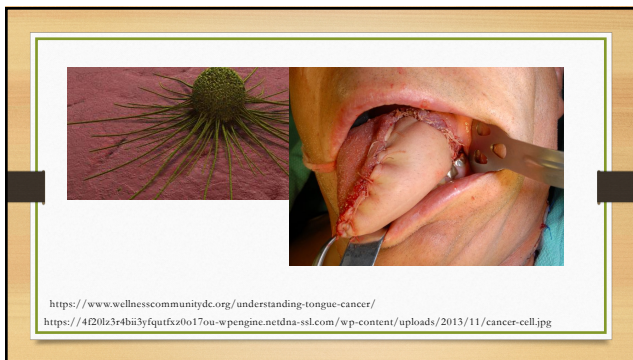 https://www.wellnesscommunitydc.org/understanding-tongue-cancer/
https://4f20lz3r4bii3yfqutfxz0o17ou-wpengine.netdna-ssl.com/wp-content/uploads/2013/11/cancer-cell.jpg